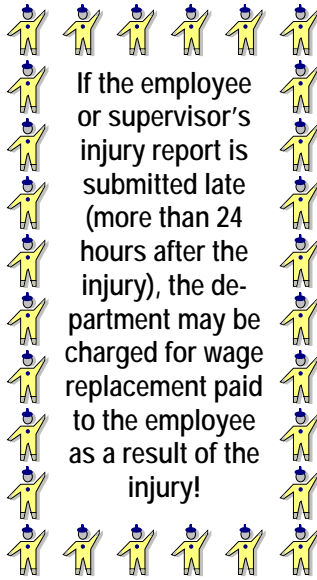 If the employee
or supervisor's
injury report is
submitted late
(more than 24
hours after the
injury), the de-
partment may be
charged for wage
replacement paid
to the employee
as a result of the
injury!